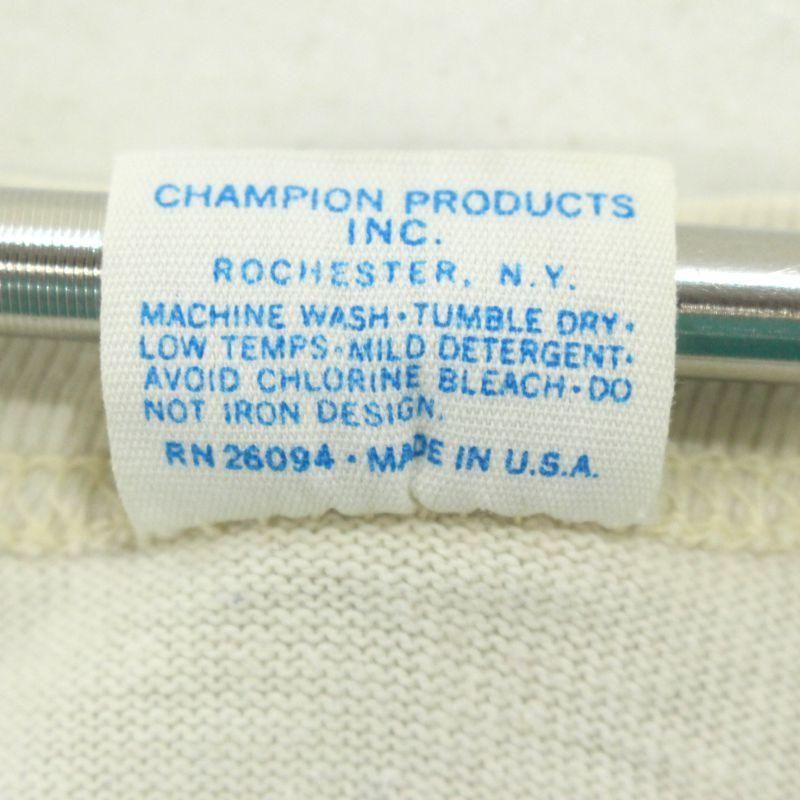 CHAMPION PRODUCTS
INC.
ROCHESTER, N.Y.
MACHINE WASH·TUMBLE DRY·
LOW TEMPS·MILD DETERGENT·
AVOID CHLORINE BLEACH·DO
NOT IRON DESIGN.
RN 26094·MADE IN U.S.A.